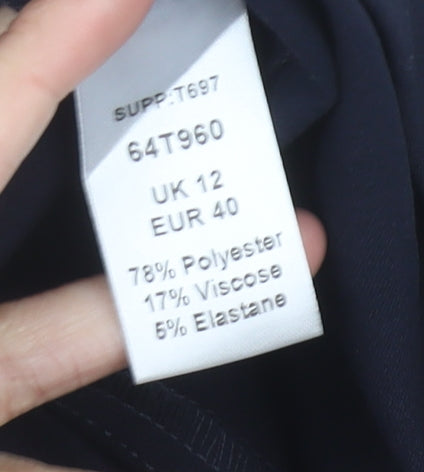 SUPP:T697
64T960
UK 12
EUR 40
78% Polyester
17% Viscose
5% Elastane